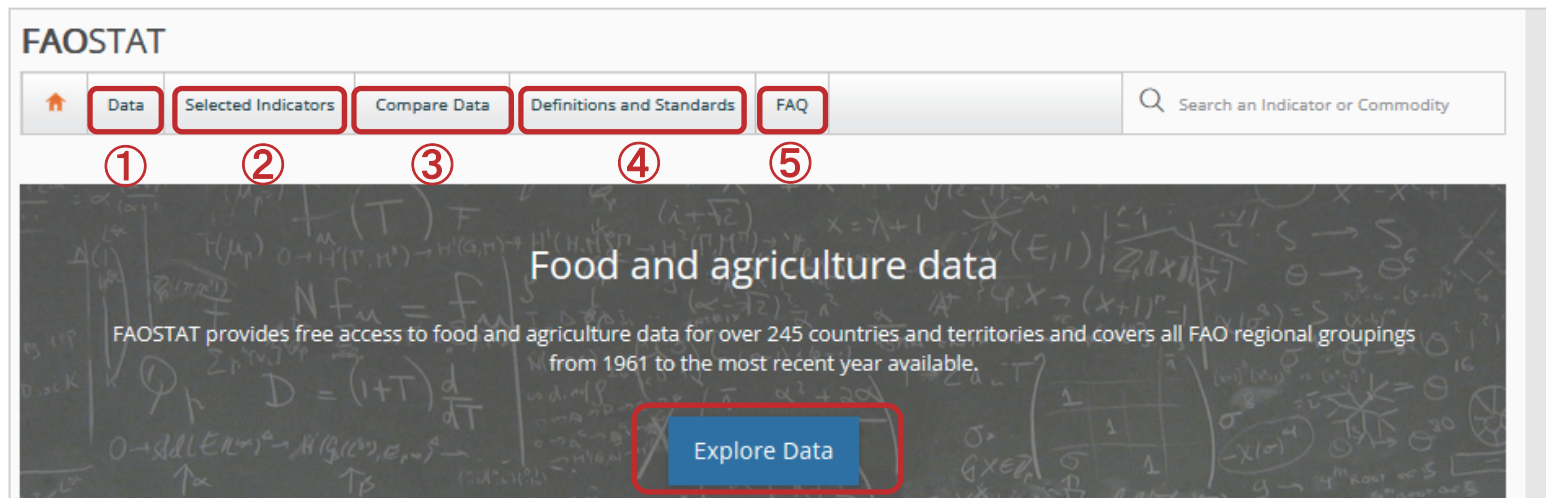 FAOSTAT
Data Selected Indicators Compare Data Definitions and Standards FAQ Search an Indicator or Commodity
① ② ③ ④ ⑤
Food and agriculture data
FAOSTAT provides free access to food and agriculture data for over 245 countries and territories and covers all FAO regional groupings
from 1961 to the most recent year available.
Explore Data